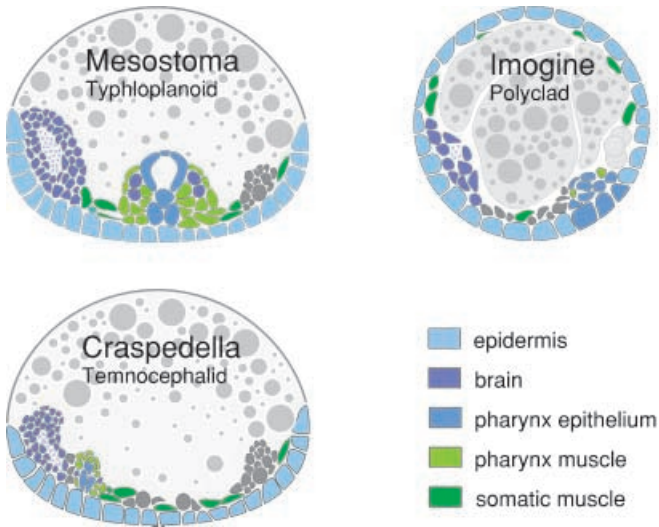 Mesostoma
Typhloplanoid
Imogine
Polyclad
Craspedella
Temnocephalid
epidermis
brain
pharynx epithelium
pharynx muscle
somatic muscle